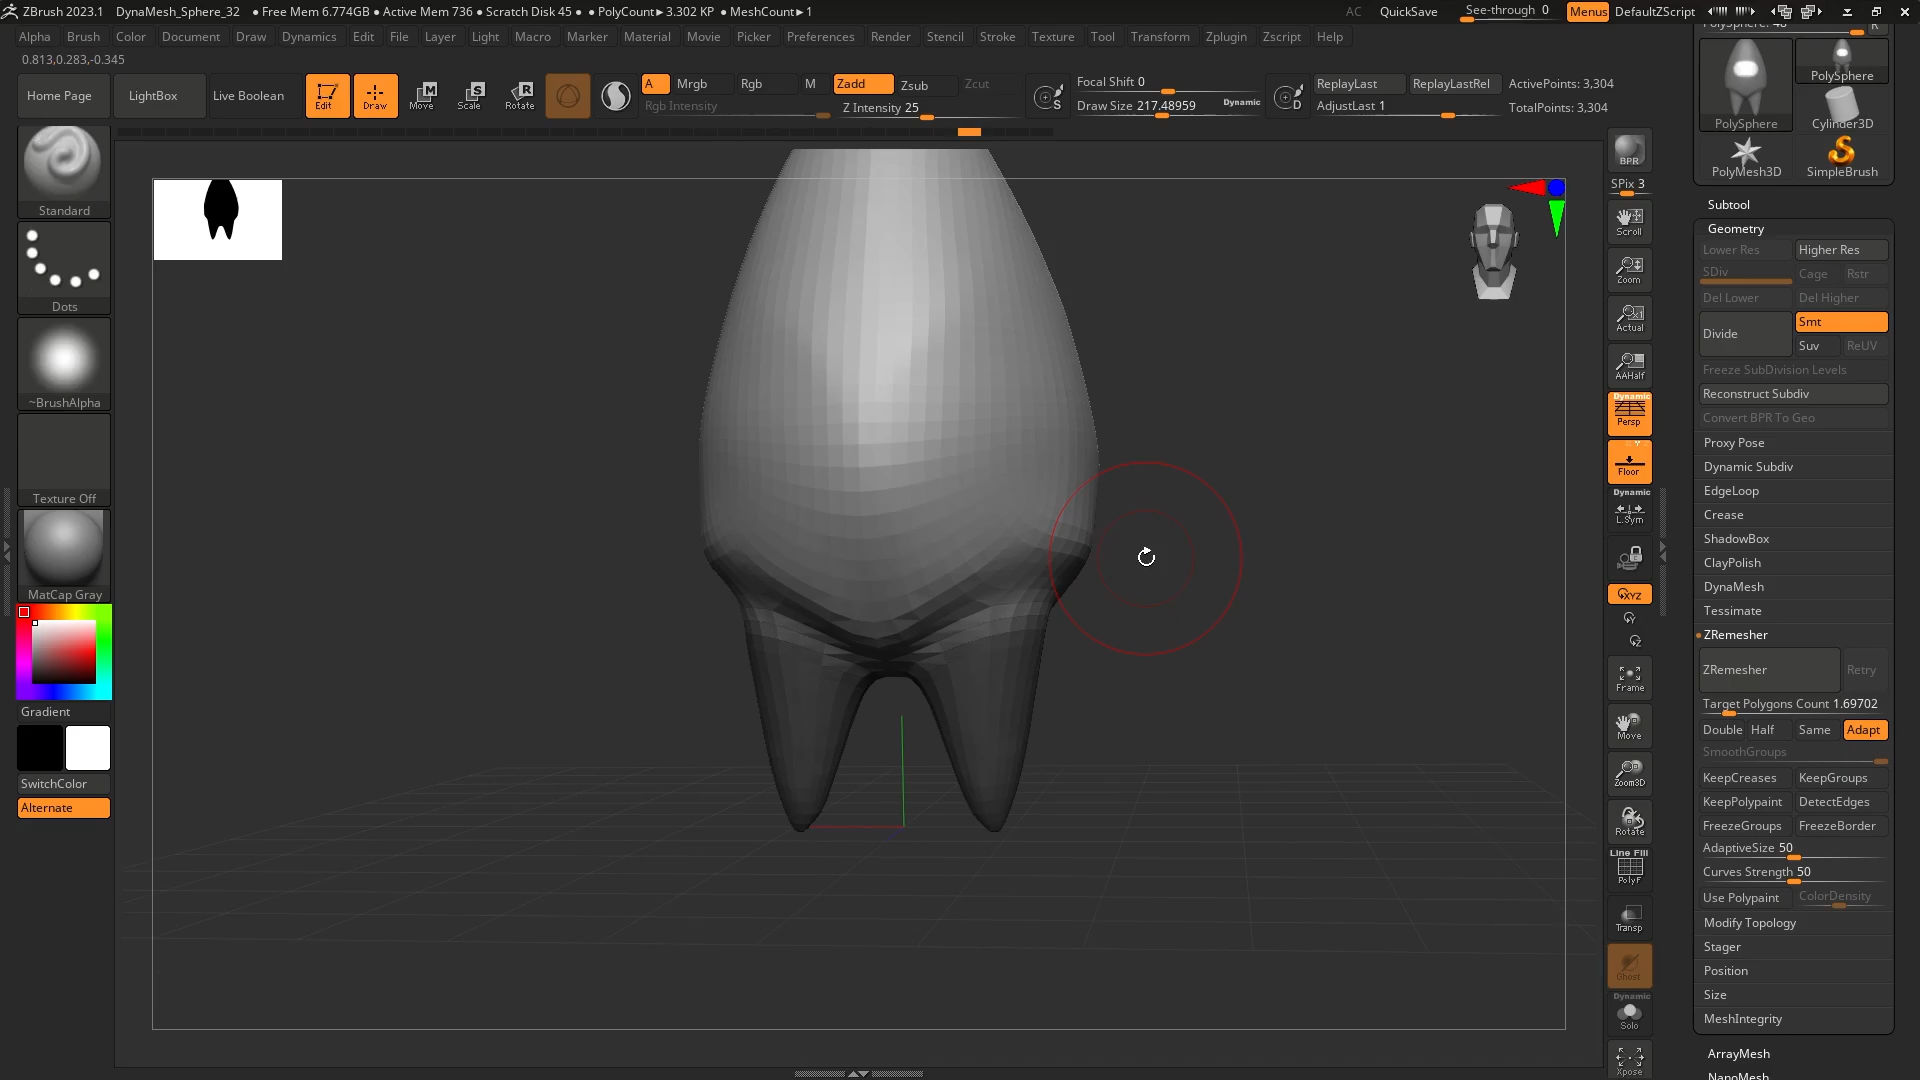 ZBrush 2023.1 DynaMesh_Sphere_32 ● Free Mem 6.774GB ● Active Mem 736 ● Scratch Disk 45 ● ● PolyCount► 3.302 KP ● MeshCount► 1 AC QuickSave See-through 0 Menus DefaultZScript
Alpha Brush Color Document Draw Dynamics Edit File Layer Light Macro Marker Material Movie Picker Preferences Render Stencil Stroke Texture Tool Transform Zplugin Zscript Help
0.813,0.283,-0.345
Home Page LightBox Live Boolean Edit Draw Move Scale Rotate
A Mrgb Rgb M Zadd Zsub Zcut
Rgb Intensity Z Intensity 25
S Focal Shift 0
Draw Size 217.48959 Dynamic
D ReplayLast ReplayLastRel ActivePoints: 3,304
AdjustLast 1 TotalPoints: 3,304
Standard
Dots
~BrushAlpha
Texture Off
MatCap Gray
Gradient
SwitchColor
Alternate
BPR
SPix 3
Scroll
Zoom
Actual
AAHalf
Dynamic
Persp
Floor
Dynamic
L.Sym
XYZ
Frame
Move
Zoom3D
Rotate
Line Fill
PolyF
Transp
Ghost
Dynamic
Solo
Xpose
PolySphere. 48 R
PolySphere PolySphere
Cylinder3D
PolyMesh3D SimpleBrush
Subtool
Geometry
Lower Res Higher Res
SDiv Cage Rstr
Del Lower Del Higher
Divide Smt
Suv ReUV
Freeze SubDivision Levels
Reconstruct Subdiv
Convert BPR To Geo
Proxy Pose
Dynamic Subdiv
EdgeLoop
Crease
ShadowBox
ClayPolish
DynaMesh
Tessimate
ZRemesher
ZRemesher Retry
Target Polygons Count 1.69702
Double Half Same Adapt
SmoothGroups
KeepCreases KeepGroups
KeepPolypaint DetectEdges
FreezeGroups FreezeBorder
AdaptiveSize 50
Curves Strength 50
Use Polypaint ColorDensity
Modify Topology
Stager
Position
Size
MeshIntegrity
ArrayMesh
NanoMesh